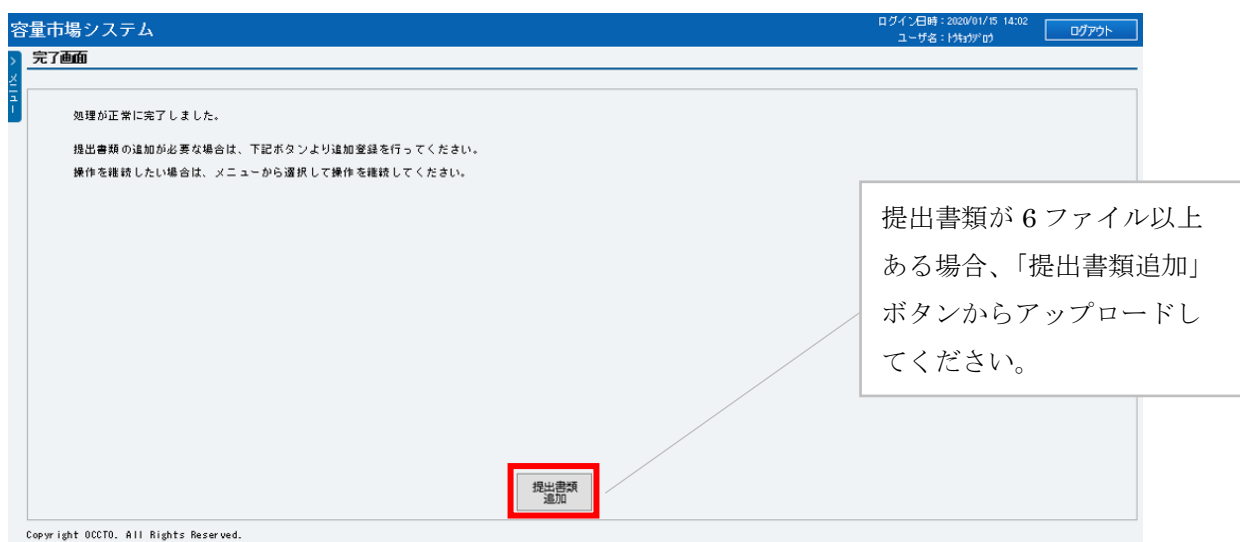 容量市場システム
ログイン日時：2020/01/15 14:02
ユーザ名：ﾄｳｷｮｳｼﾞﾛｳ
ログアウト
> メニュー
完了画面
処理が正常に完了しました。
提出書類の追加が必要な場合は、下記ボタンより追加登録を行ってください。
操作を継続したい場合は、メニューから選択して操作を継続してください。
提出書類が 6 ファイル以上
ある場合、「提出書類追加」
ボタンからアップロードし
てください。
提出書類
追加
Copyright OCCTO. All Rights Reserved.